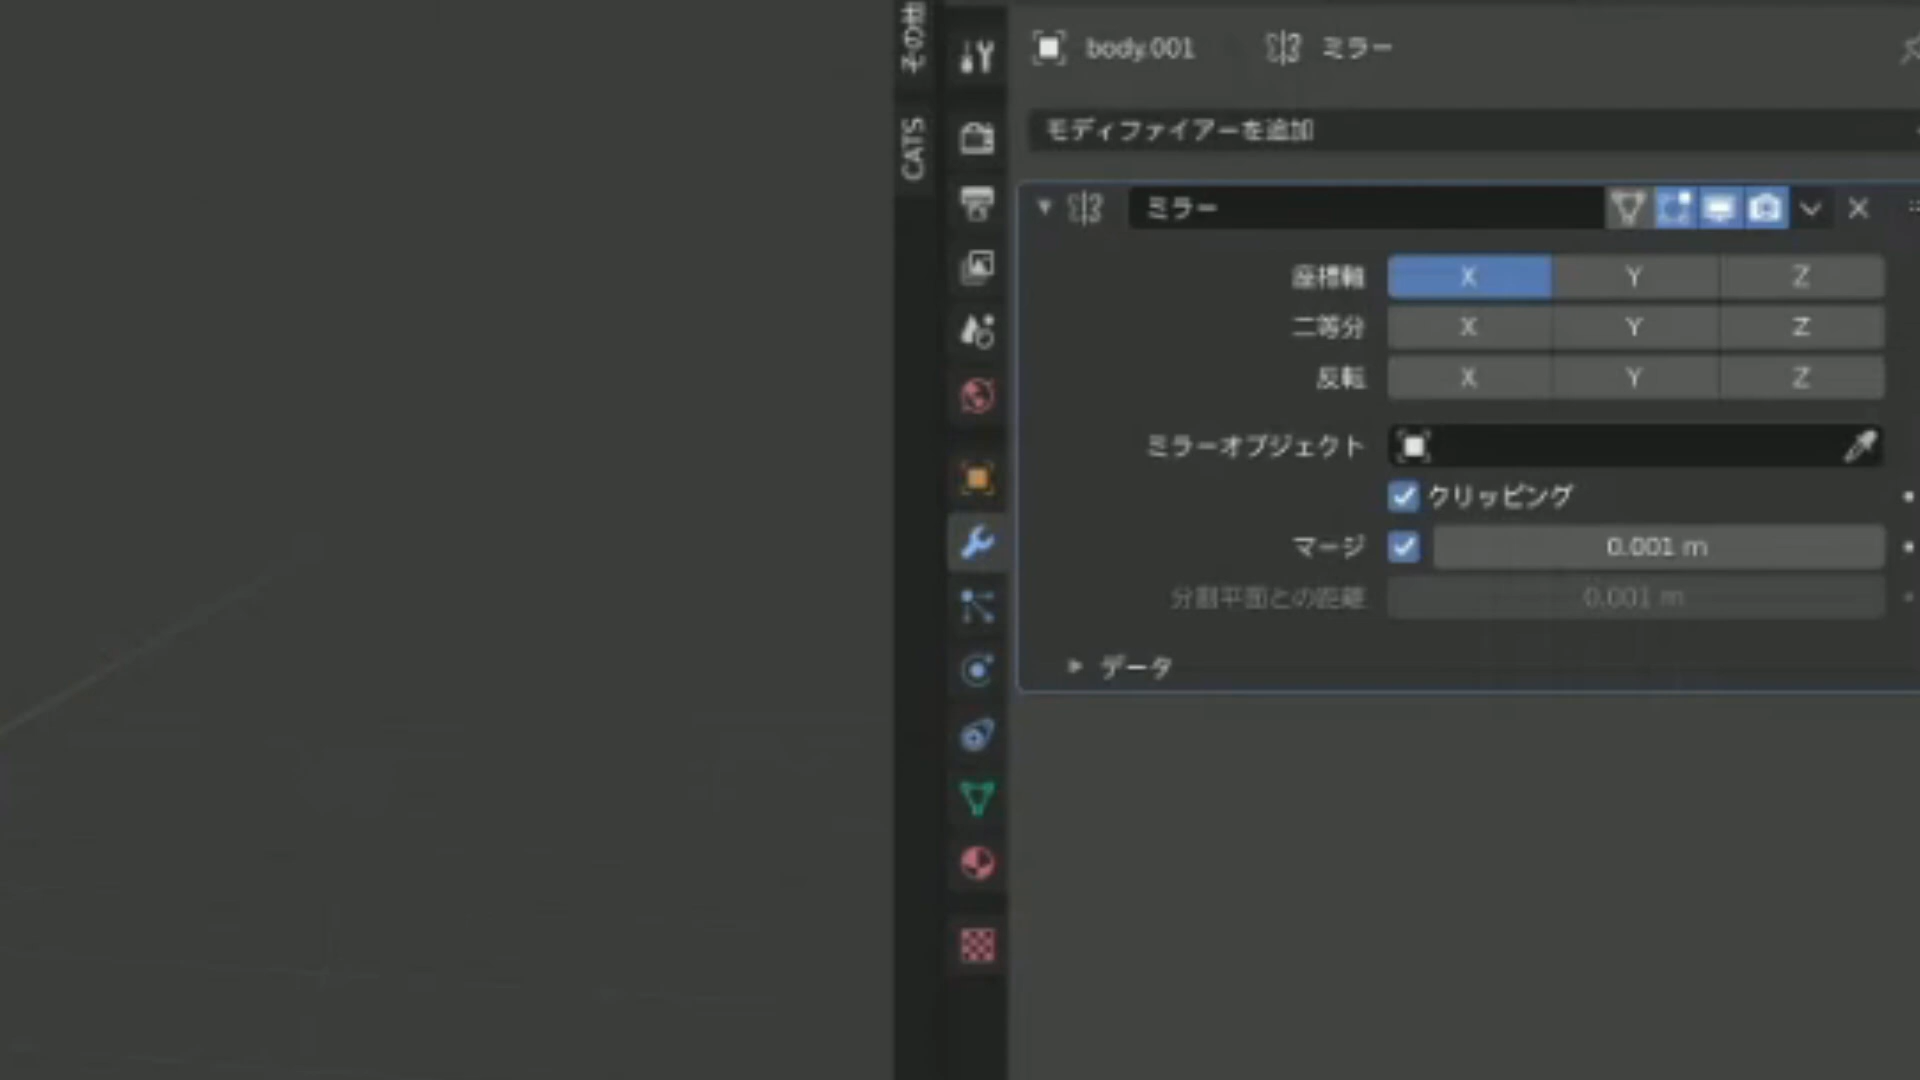 その他
CATS
body.001 ミラー
モディファイアーを追加
ミラー
座標軸 X Y Z
二等分 X Y Z
反転 X Y Z
ミラーオブジェクト
クリッピング
マージ 0.001 m
分割平面との距離 0.001 m
データ